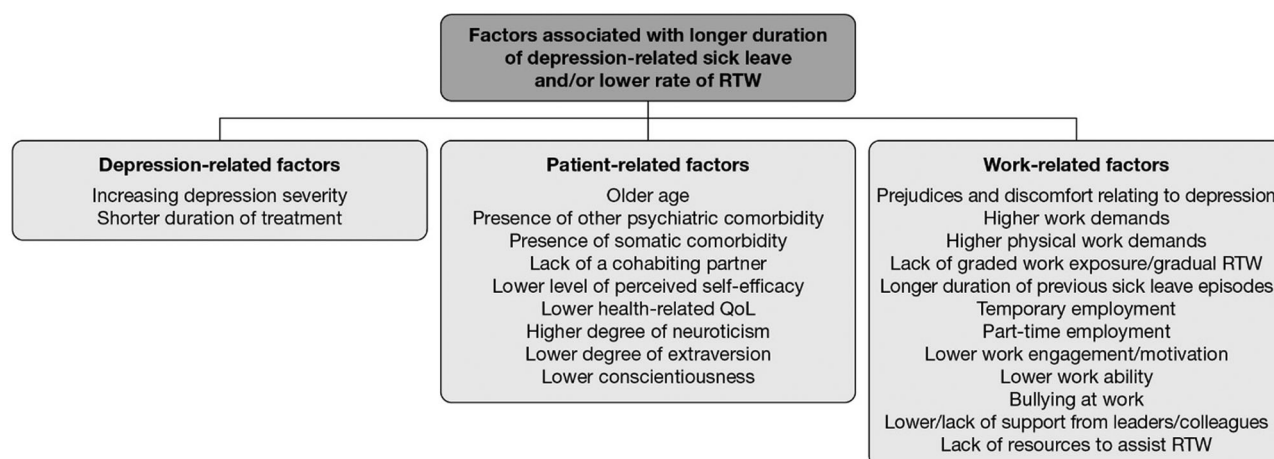 Factors associated with longer duration
of depression-related sick leave
and/or lower rate of RTW
Depression-related factors
Increasing depression severity
Shorter duration of treatment
Patient-related factors
Older age
Presence of other psychiatric comorbidity
Presence of somatic comorbidity
Lack of a cohabiting partner
Lower level of perceived self-efficacy
Lower health-related QoL
Higher degree of neuroticism
Lower degree of extraversion
Lower conscientiousness
Work-related factors
Prejudices and discomfort relating to depression
Higher work demands
Higher physical work demands
Lack of graded work exposure/gradual RTW
Longer duration of previous sick leave episodes
Temporary employment
Part-time employment
Lower work engagement/motivation
Lower work ability
Bullying at work
Lower/lack of support from leaders/colleagues
Lack of resources to assist RTW